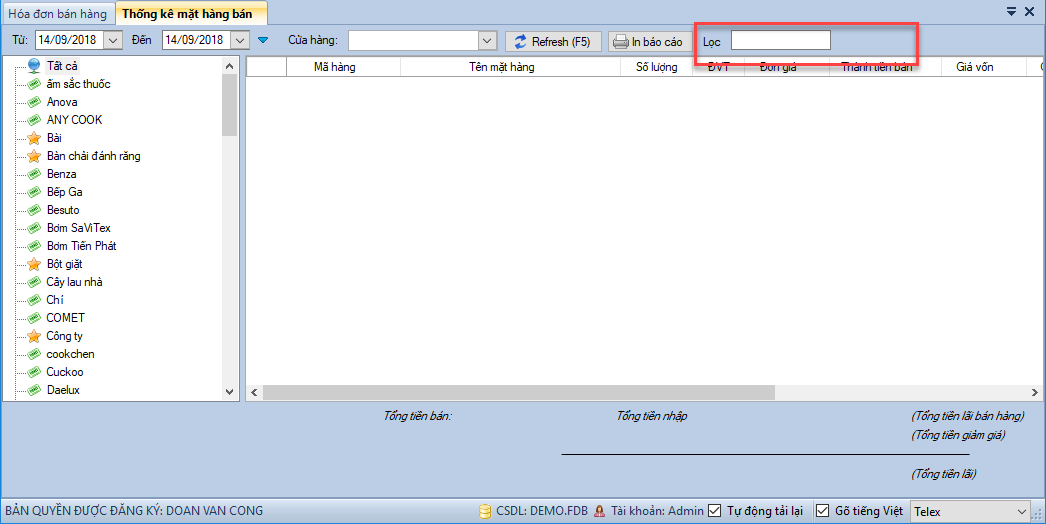 Hóa đơn bán hàng Thống kê mặt hàng bán
Từ: 14/09/2018 Đến 14/09/2018 Cửa hàng: Refresh (F5) In báo cáo Lọc
Mã hàng Tên mặt hàng Số lượng ĐVT Đơn giá Thành tiền bán Giá vốn
Tất cả
ấm sắc thuốc
Anova
ANY COOK
Bài
Bàn chải đánh răng
Benza
Bếp Ga
Besuto
Bơm SaViTex
Bơm Tiến Phát
Bột giặt
Cây lau nhà
Chỉ
COMET
Công ty
cookchen
Cuckoo
Daelux
Tổng tiền bán: Tổng tiền nhập (Tổng tiền lãi bán hàng)
(Tổng tiền giảm giá)
(Tổng tiền lãi)
BẢN QUYỀN ĐƯỢC ĐĂNG KÝ: DOAN VAN CONG CSDL: DEMO.FDB Tài khoản: Admin Tự động tải lại Gõ tiếng Việt Telex